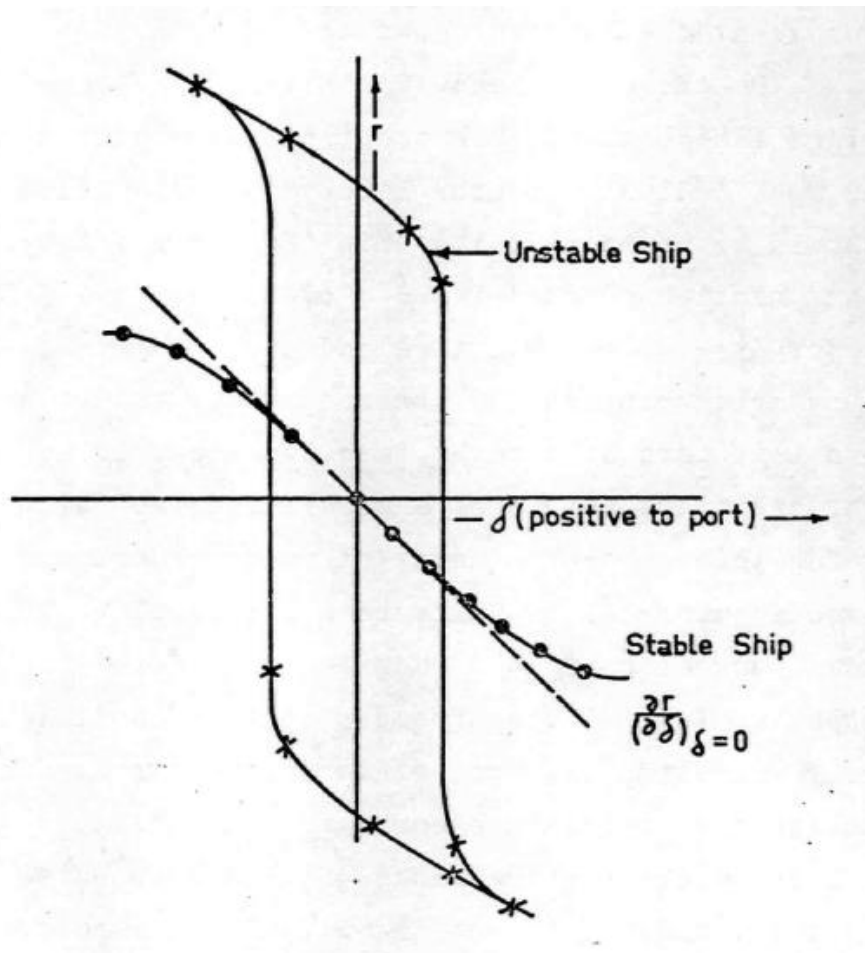 r
Unstable Ship
δ (positive to port)
Stable Ship
∂r
(∂δ)δ=0